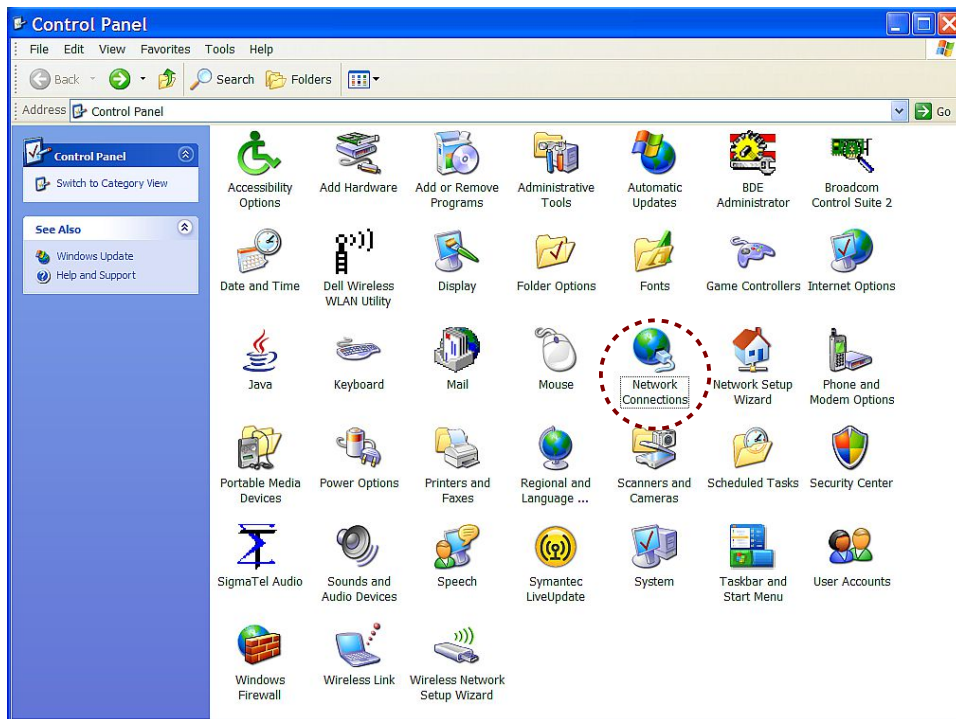 Control Panel
File Edit View Favorites Tools Help
Back Search Folders
Address Control Panel Go
Control Panel
Switch to Category View
See Also
Windows Update
Help and Support
Accessibility Options
Add Hardware
Add or Remove Programs
Administrative Tools
Automatic Updates
BDE Administrator
Broadcom Control Suite 2
Date and Time
Dell Wireless WLAN Utility
Display
Folder Options
Fonts
Game Controllers
Internet Options
Java
Keyboard
Mail
Mouse
Network Connections
Network Setup Wizard
Phone and Modem Options
Portable Media Devices
Power Options
Printers and Faxes
Regional and Language ...
Scanners and Cameras
Scheduled Tasks
Security Center
SigmaTel Audio
Sounds and Audio Devices
Speech
Symantec LiveUpdate
System
Taskbar and Start Menu
User Accounts
Windows Firewall
Wireless Link
Wireless Network Setup Wizard